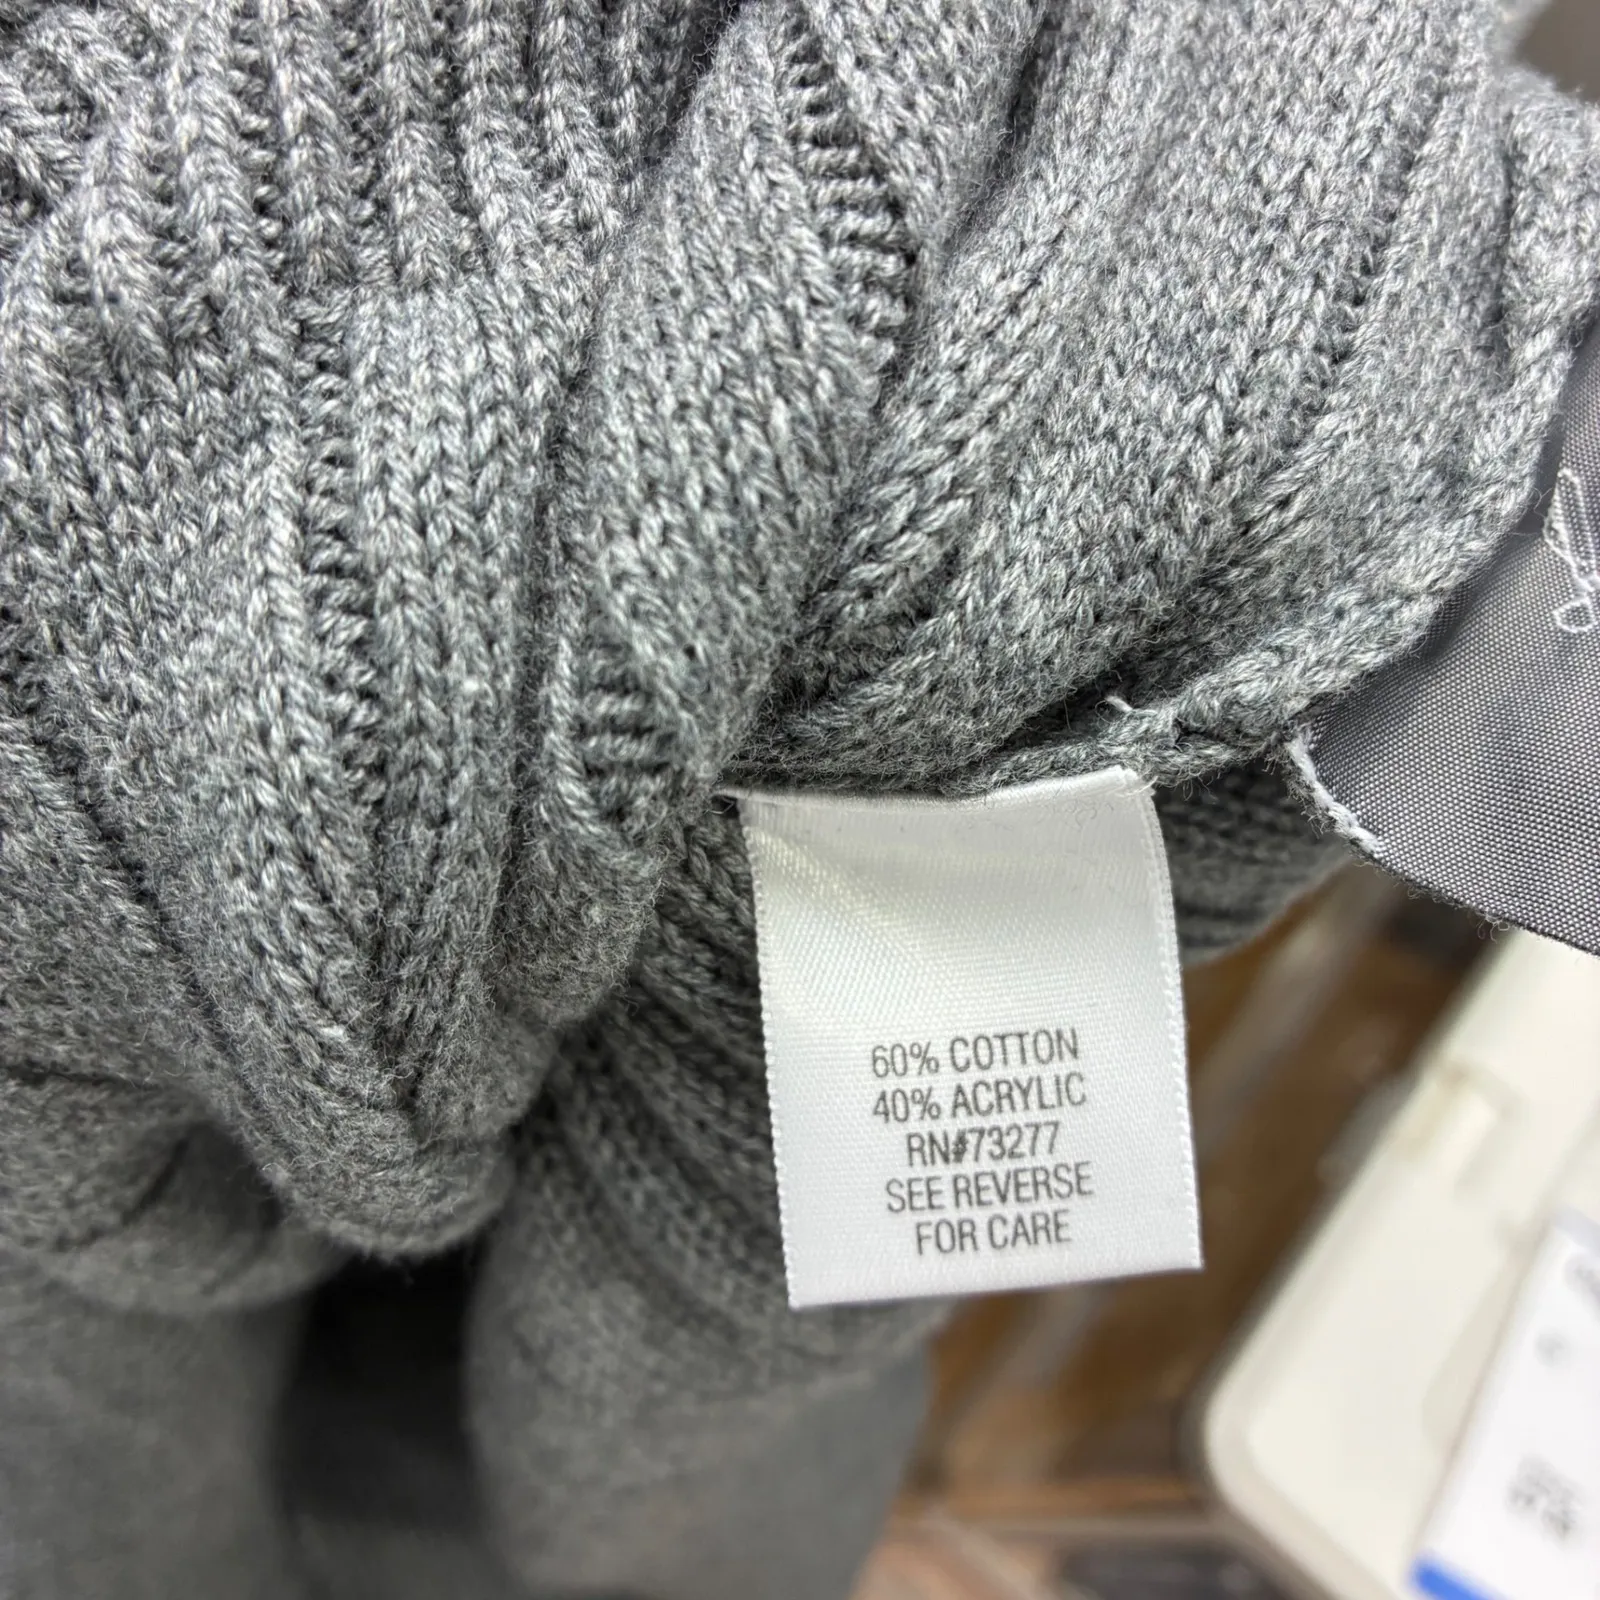 60% COTTON
40% ACRYLIC
RN#73277
SEE REVERSE
FOR CARE